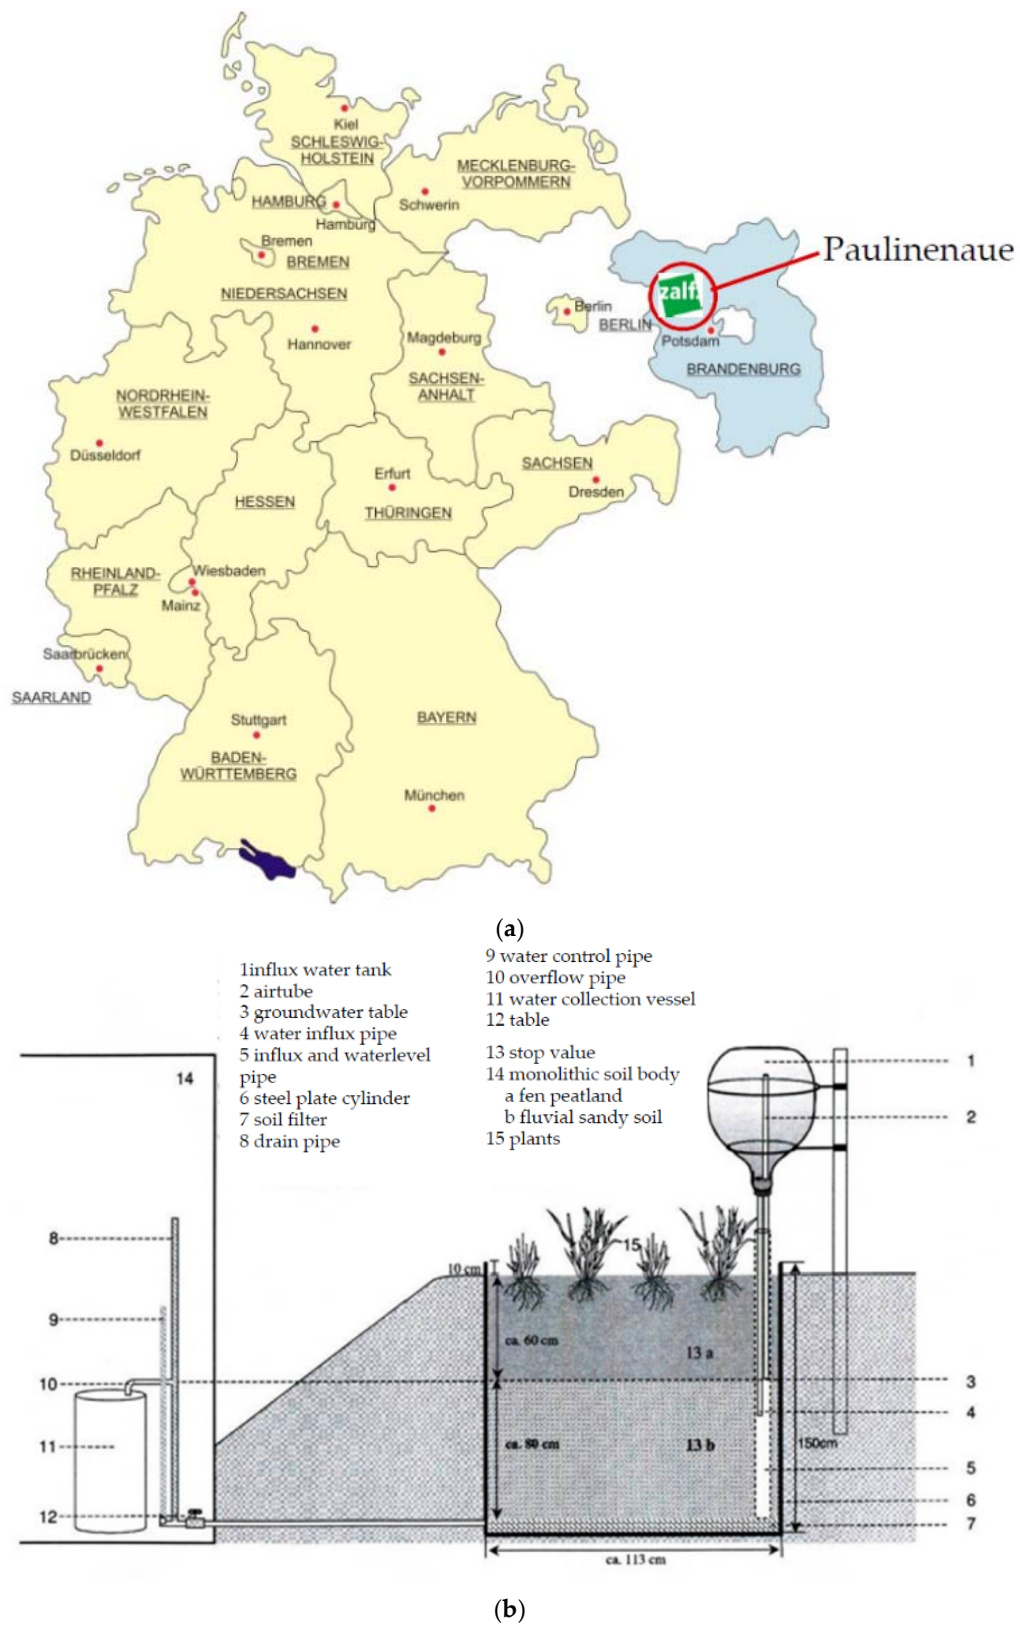 Kiel
SCHLESWIG-
HOLSTEIN
MECKLENBURG-
VORPOMMERN
HAMBURG
Hamburg
Schwerin
Bremen
BREMEN
Paulinenaue
zalf.
NIEDERSACHSEN
Hannover
Berlin
BERLIN
Potsdam
BRANDENBURG
Magdeburg
SACHSEN-
ANHALT
NORDRHEIN-
WESTFALEN
Düsseldorf
SACHSEN
Dresden
Erfurt
THÜRINGEN
HESSEN
RHEINLAND-
PFALZ
Wiesbaden
Mainz
Saarbrücken
SAARLAND
Stuttgart
BADEN-
WÜRTTEMBERG
BAYERN
München
(a)
1influx water tank
2 airtube
3 groundwater table
4 water influx pipe
5 influx and waterlevel
pipe
6 steel plate cylinder
7 soil filter
8 drain pipe
9 water control pipe
10 overflow pipe
11 water collection vessel
12 table
13 stop value
14 monolithic soil body
a fen peatland
b fluvial sandy soil
15 plants
14
8
9
10
11
12
10 cm
15
ca. 60 cm
13 a
ca. 80 cm
13 b
150cm
ca. 113 cm
1
2
3
4
5
6
7
(b)